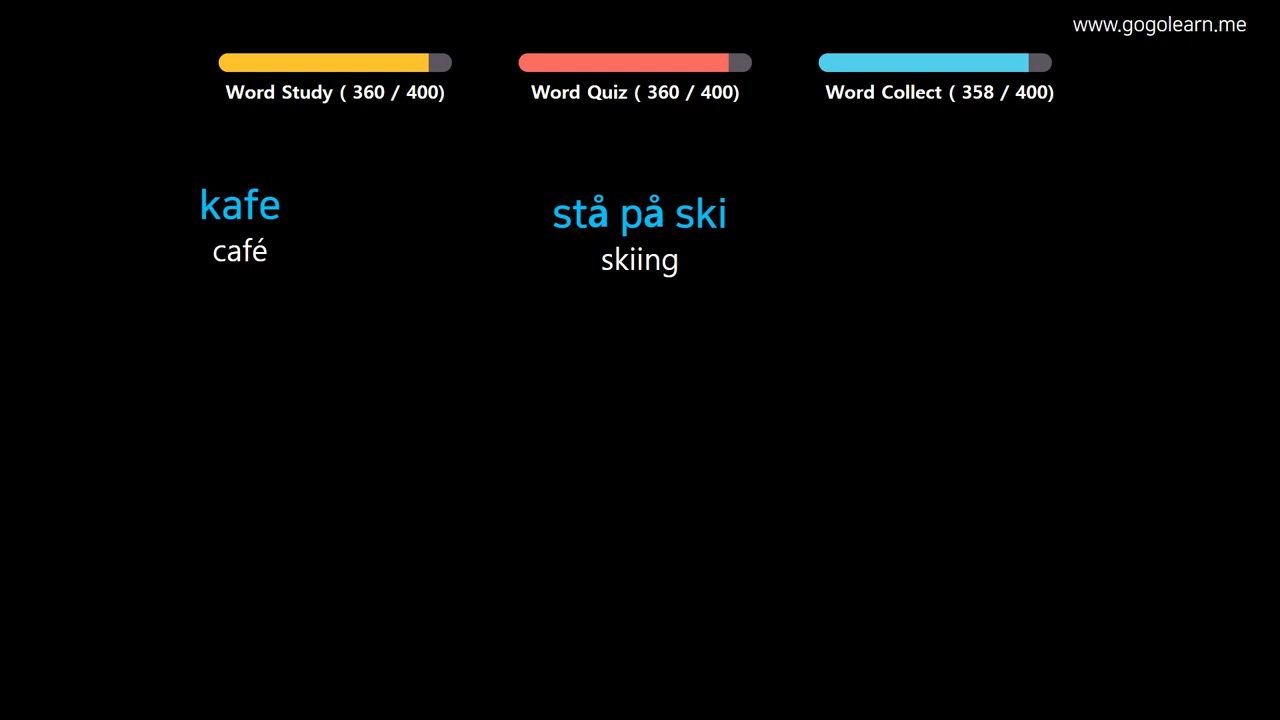 www.gogolearn.me
Word Study ( 360 / 400)
Word Quiz ( 360 / 400)
Word Collect ( 358 / 400)
kafe
café
stå på ski
skiing